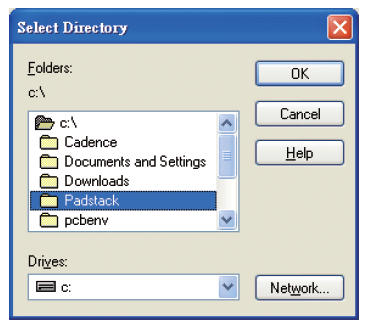 Select Directory
Folders:
c:\
OK
c:\
Cadence
Documents and Settings
Downloads
Padstack
pcbenv
Cancel
Help
Drives:
c:
Network...